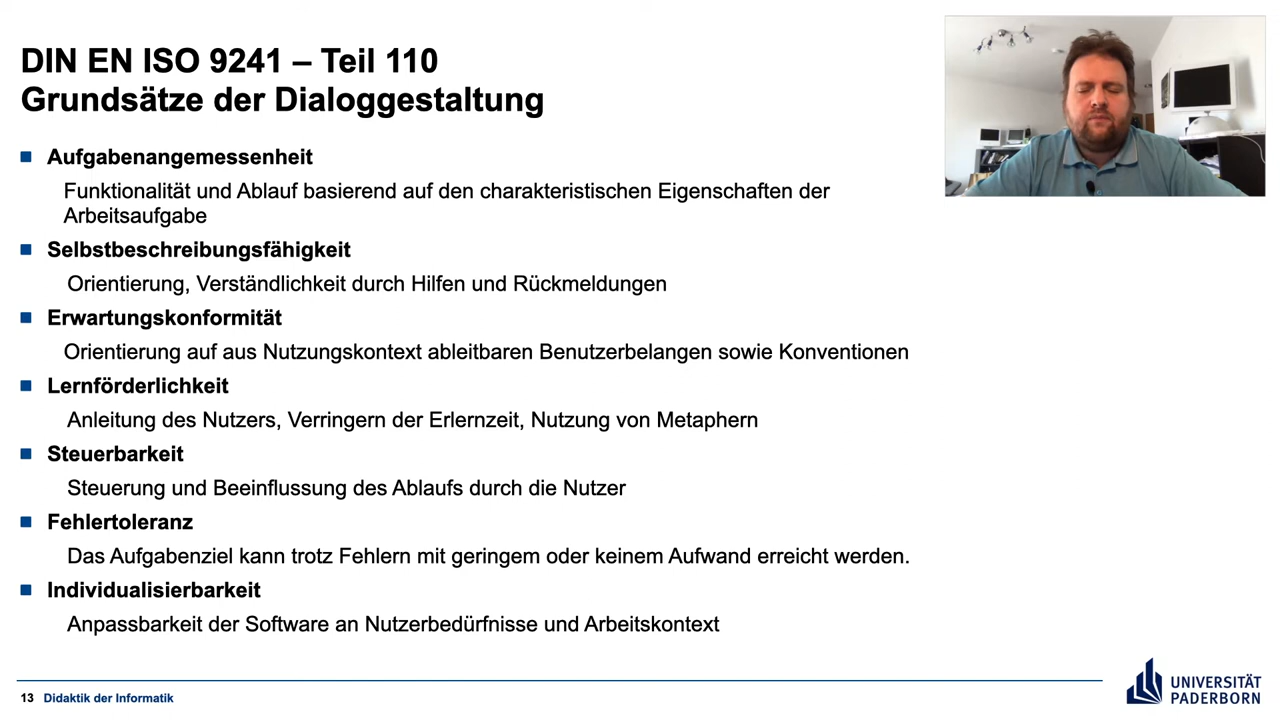 DIN EN ISO 9241 – Teil 110
Grundsätze der Dialoggestaltung
Aufgabenangemessenheit
Funktionalität und Ablauf basierend auf den charakteristischen Eigenschaften der
Arbeitsaufgabe
Selbstbeschreibungsfähigkeit
Orientierung, Verständlichkeit durch Hilfen und Rückmeldungen
Erwartungskonformität
Orientierung auf aus Nutzungskontext ableitbaren Benutzerbelangen sowie Konventionen
Lernförderlichkeit
Anleitung des Nutzers, Verringern der Erlernzeit, Nutzung von Metaphern
Steuerbarkeit
Steuerung und Beeinflussung des Ablaufs durch die Nutzer
Fehlertoleranz
Das Aufgabenziel kann trotz Fehlern mit geringem oder keinem Aufwand erreicht werden.
Individualisierbarkeit
Anpassbarkeit der Software an Nutzerbedürfnisse und Arbeitskontext
13 Didaktik der Informatik
UNIVERSITÄT
PADERBORN